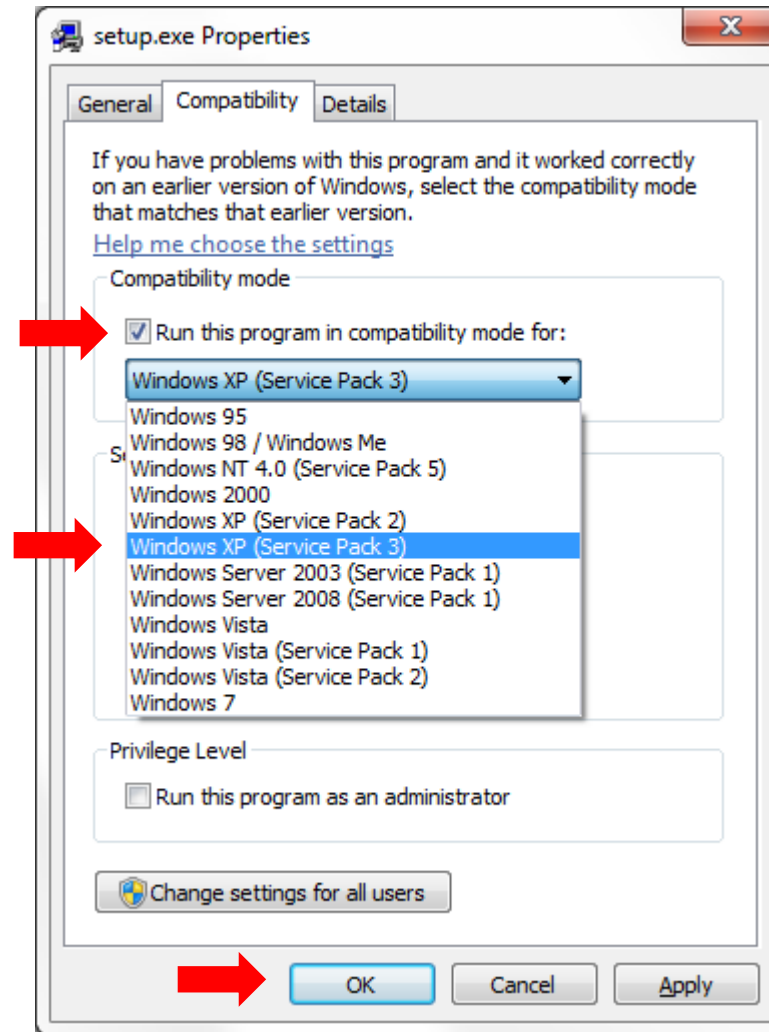 setup.exe Properties
General Compatibility Details
If you have problems with this program and it worked correctly
on an earlier version of Windows, select the compatibility mode
that matches that earlier version.
Help me choose the settings
Compatibility mode
Run this program in compatibility mode for:
Windows XP (Service Pack 3)
Windows 95
Windows 98 / Windows Me
Windows NT 4.0 (Service Pack 5)
Windows 2000
Windows XP (Service Pack 2)
Windows XP (Service Pack 3)
Windows Server 2003 (Service Pack 1)
Windows Server 2008 (Service Pack 1)
Windows Vista
Windows Vista (Service Pack 1)
Windows Vista (Service Pack 2)
Windows 7
Privilege Level
Run this program as an administrator
Change settings for all users
OK Cancel Apply